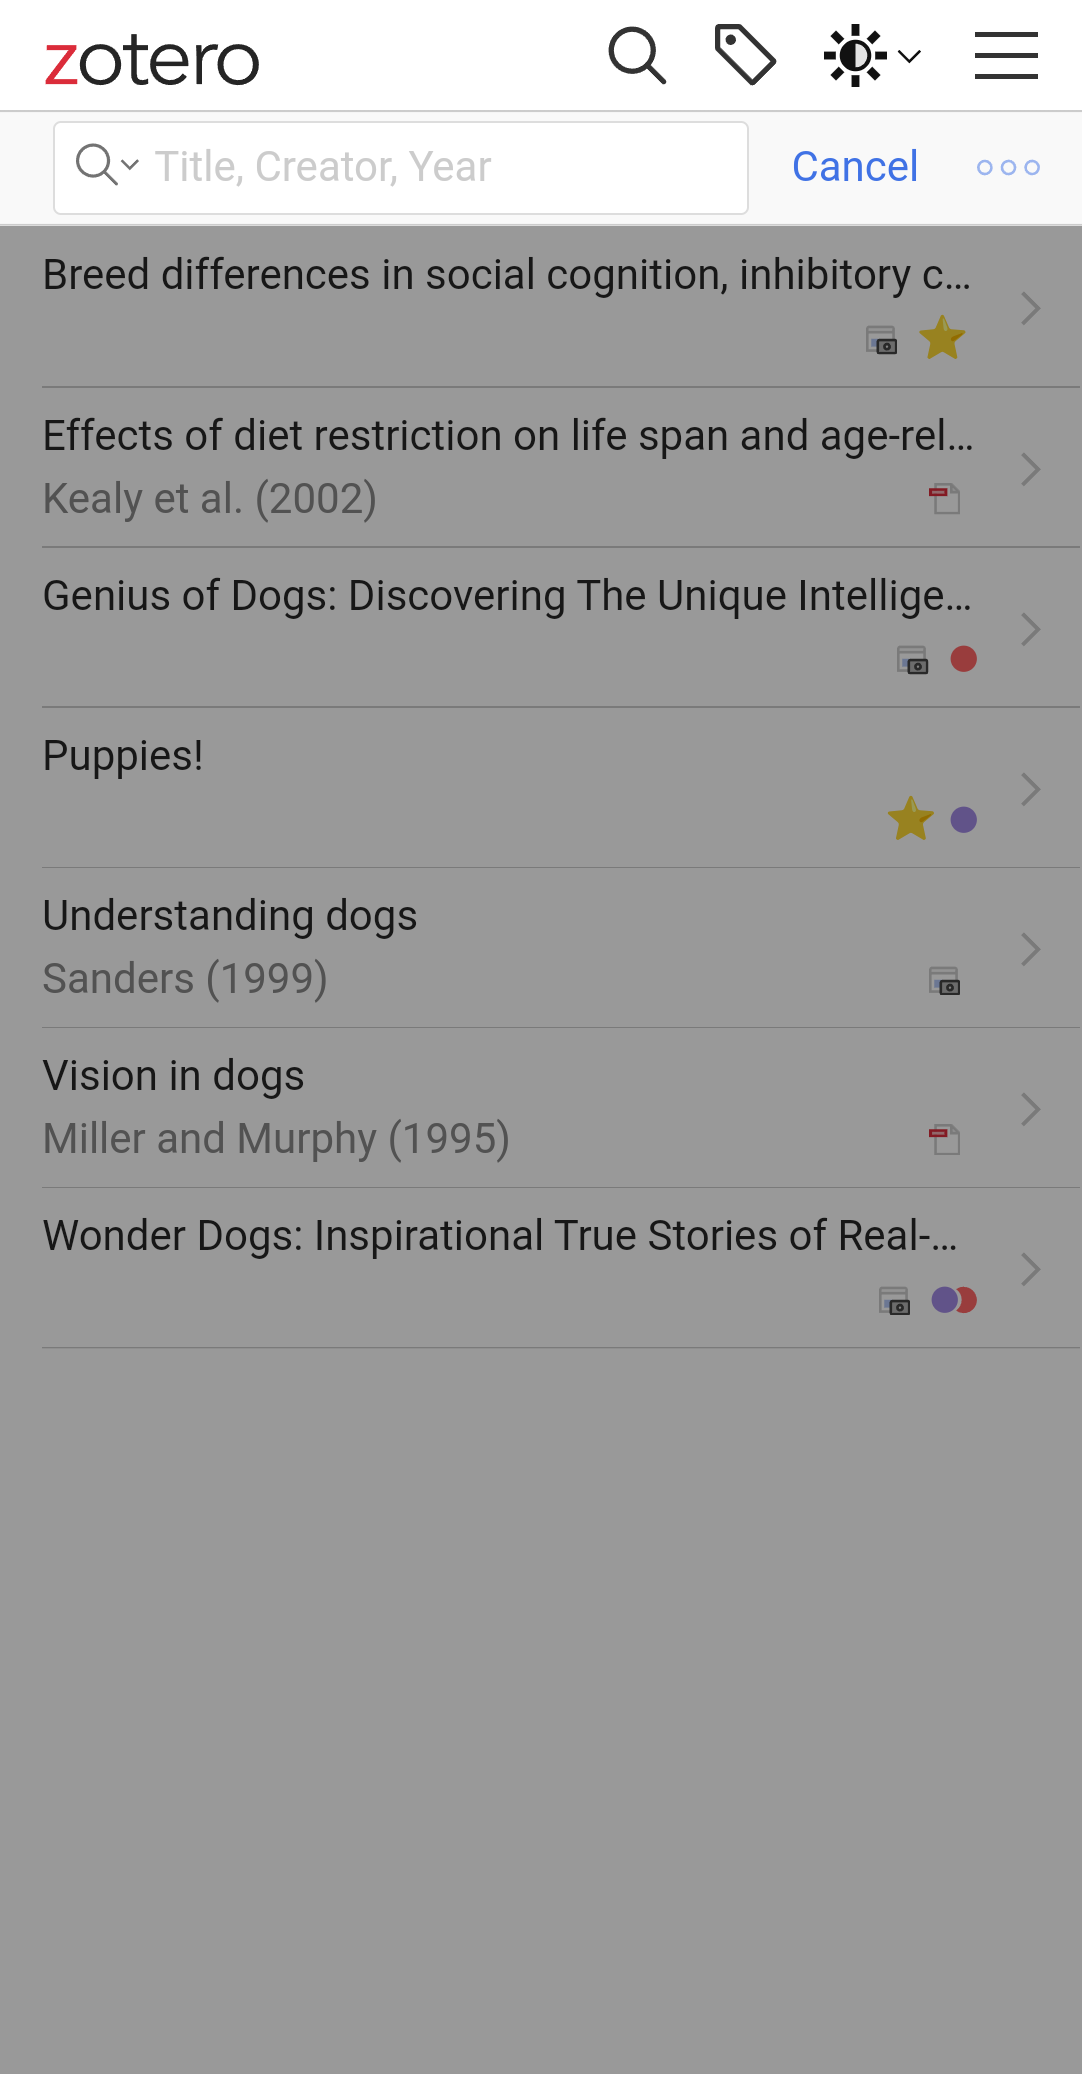 zotero
Title, Creator, Year
Cancel
Breed differences in social cognition, inhibitory c…
Effects of diet restriction on life span and age-rel…
Kealy et al. (2002)
Genius of Dogs: Discovering The Unique Intellige…
Puppies!
Understanding dogs
Sanders (1999)
Vision in dogs
Miller and Murphy (1995)
Wonder Dogs: Inspirational True Stories of Real-…